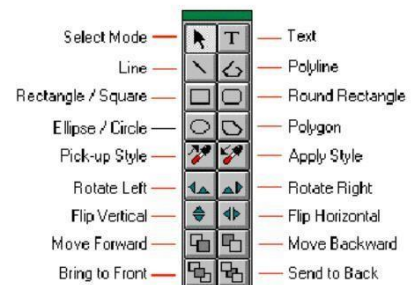 Select Mode T Text
Line Polyline
Rectangle / Square Round Rectangle
Ellipse / Circle Polygon
Pick-up Style Apply Style
Rotate Left Rotate Right
Flip Vertical Flip Horizontal
Move Forward Move Backward
Bring to Front Send to Back